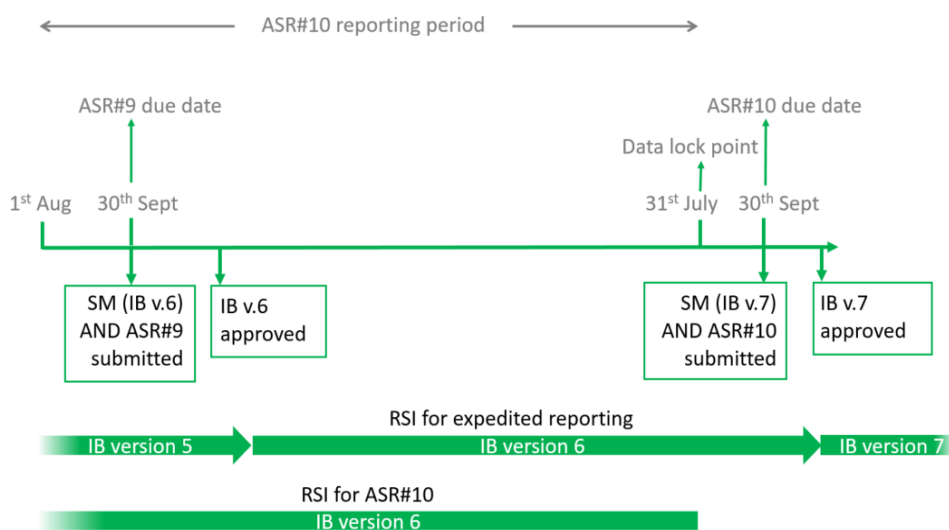 ASR#10 reporting period
ASR#9 due date
ASR#10 due date
Data lock point
1st Aug
30th Sept
31st July
30th Sept
SM (IB v.6)
AND ASR#9
submitted
IB v.6
approved
SM (IB v.7)
AND ASR#10
submitted
IB v.7
approved
RSI for expedited reporting
IB version 5
IB version 6
IB version 7
RSI for ASR#10
IB version 6